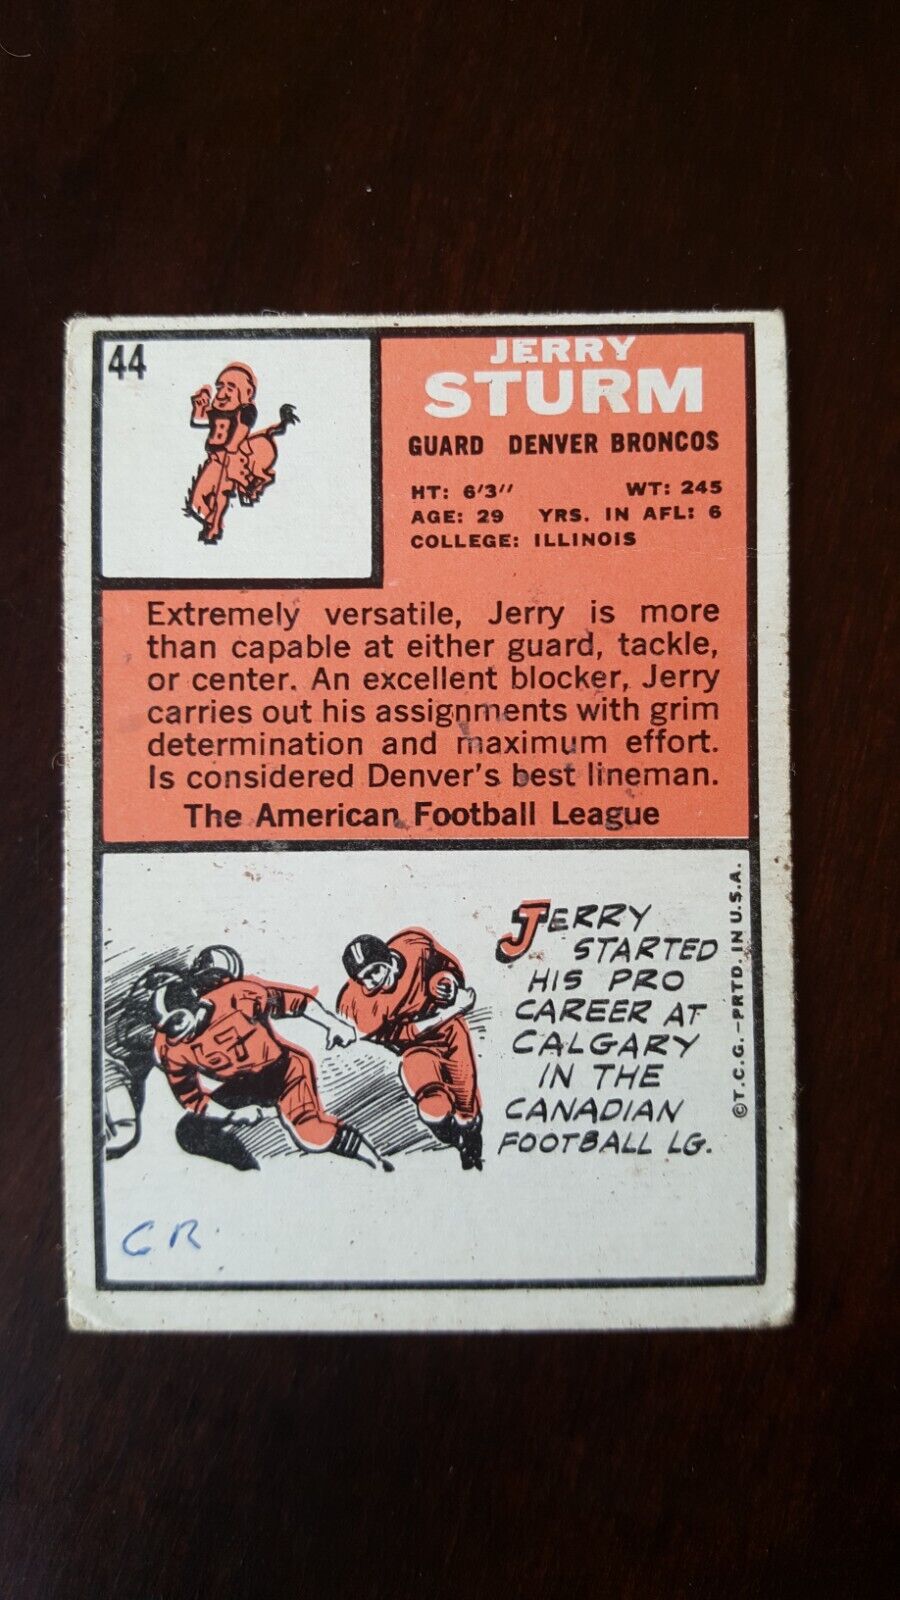 44
JERRY
STURM
GUARD DENVER BRONCOS
HT: 6'3" WT: 245
AGE: 29 YRS. IN AFL: 6
COLLEGE: ILLINOIS
8
Extremely versatile, Jerry is more
than capable at either guard, tackle,
or center. An excellent blocker, Jerry
carries out his assignments with grim
determination and maximum effort.
Is considered Denver's best lineman.
The American Football League
JERRY
STARTED
HIS PRO
CAREER AT
CALGARY
IN THE
CANADIAN
FOOTBALL LG.
©T.C.G.—PRTD. IN U.S.A.
C R.